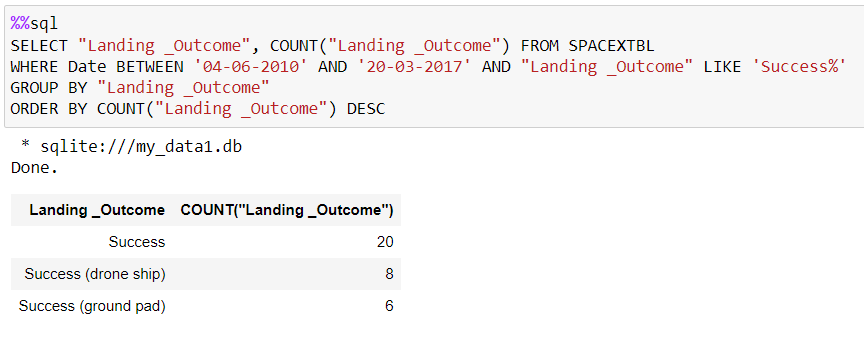 %%sql
SELECT "Landing _Outcome", COUNT("Landing _Outcome") FROM SPACEXTBL
WHERE Date BETWEEN '04-06-2010' AND '20-03-2017' AND "Landing _Outcome" LIKE 'Success%'
GROUP BY "Landing _Outcome"
ORDER BY COUNT("Landing _Outcome") DESC
* sqlite:///my_data1.db
Done.
Landing _Outcome COUNT("Landing _Outcome")
Success 20
Success (drone ship) 8
Success (ground pad) 6